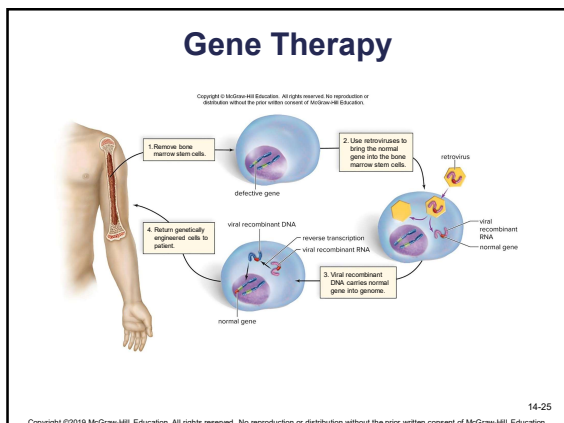 Gene Therapy
Copyright © McGraw-Hill Education. All rights reserved. No reproduction or
distribution without the prior written consent of McGraw-Hill Education.
1. Remove bone
marrow stem cells.
defective gene
2. Use retroviruses to
bring the normal
gene into the bone
marrow stem cells.
retrovirus
viral
recombinant
RNA
normal gene
3. Viral recombinant
DNA carries normal
gene into genome.
viral recombinant DNA
reverse transcription
viral recombinant RNA
normal gene
4. Return genetically
engineered cells to
patient.
14-25
Copyright ©2019 McGraw-Hill Education. All rights reserved. No reproduction or distribution without the prior written consent of McGraw-Hill Education.